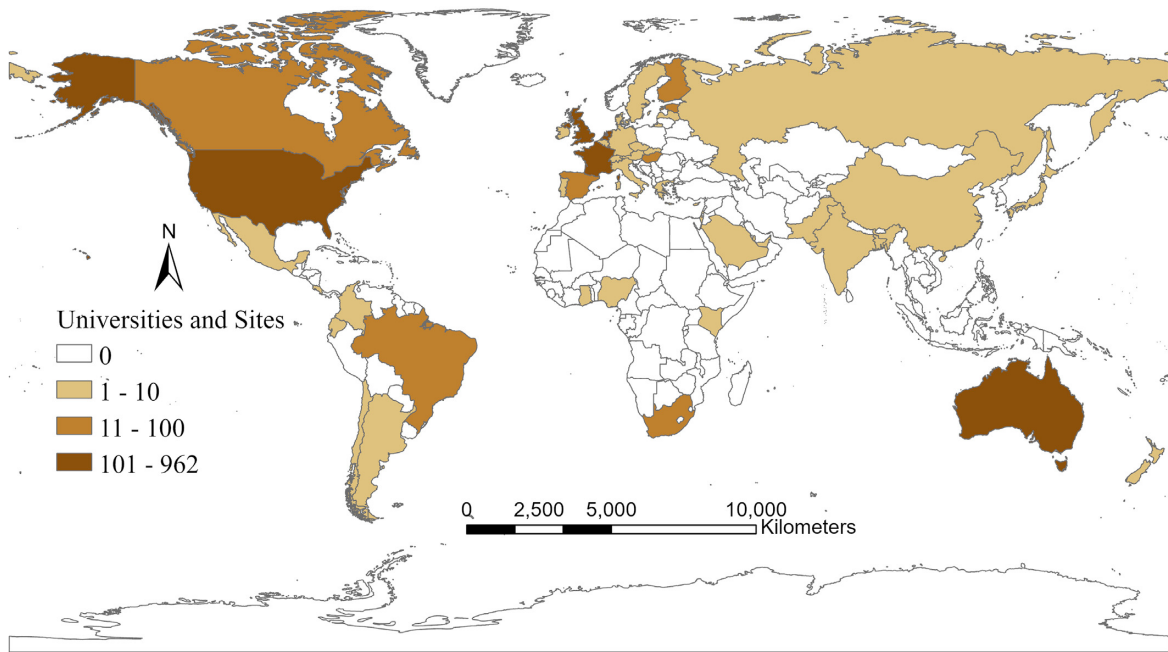 N
Universities and Sites
0
1 - 10
11 - 100
101 - 962
0 2,500 5,000 10,000
Kilometers